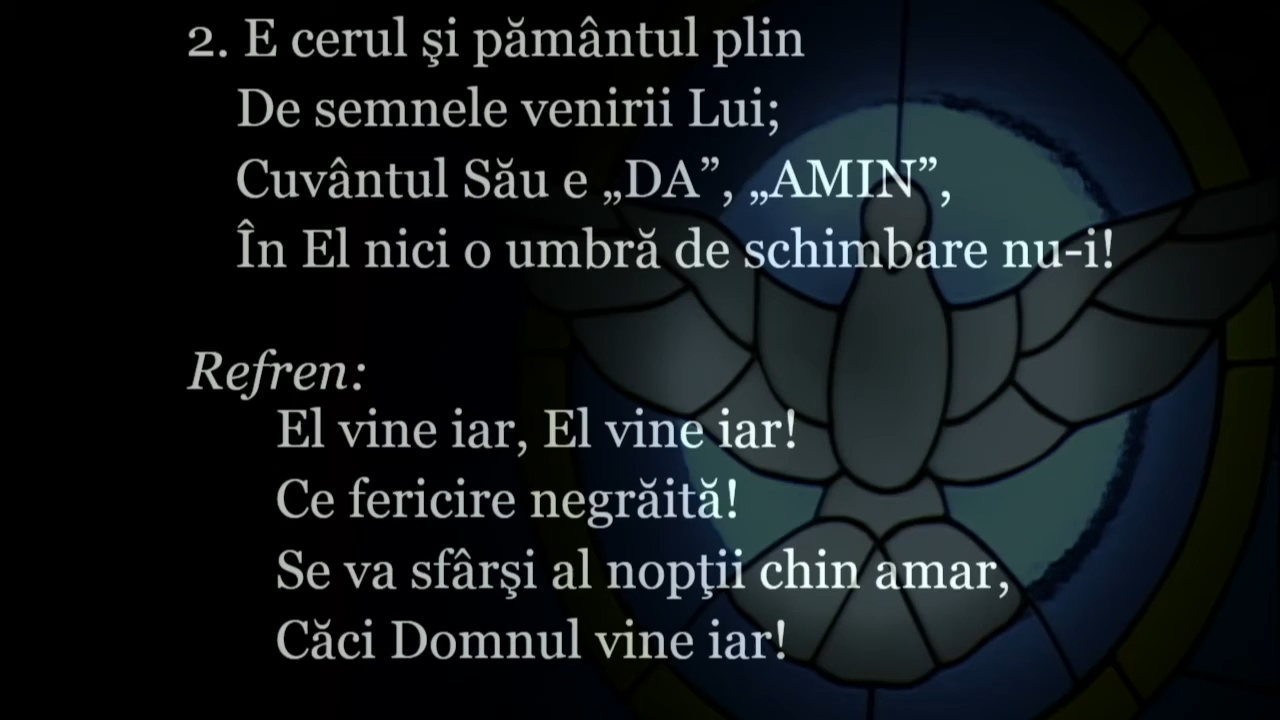 2. E cerul şi pământul plin
De semnele venirii Lui;
Cuvântul Său e „DA”, „AMIN”,
În El nici o umbră de schimbare nu-i!
Refren:
El vine iar, El vine iar!
Ce fericire negrăită!
Se va sfârşi al nopţii chin amar,
Căci Domnul vine iar!